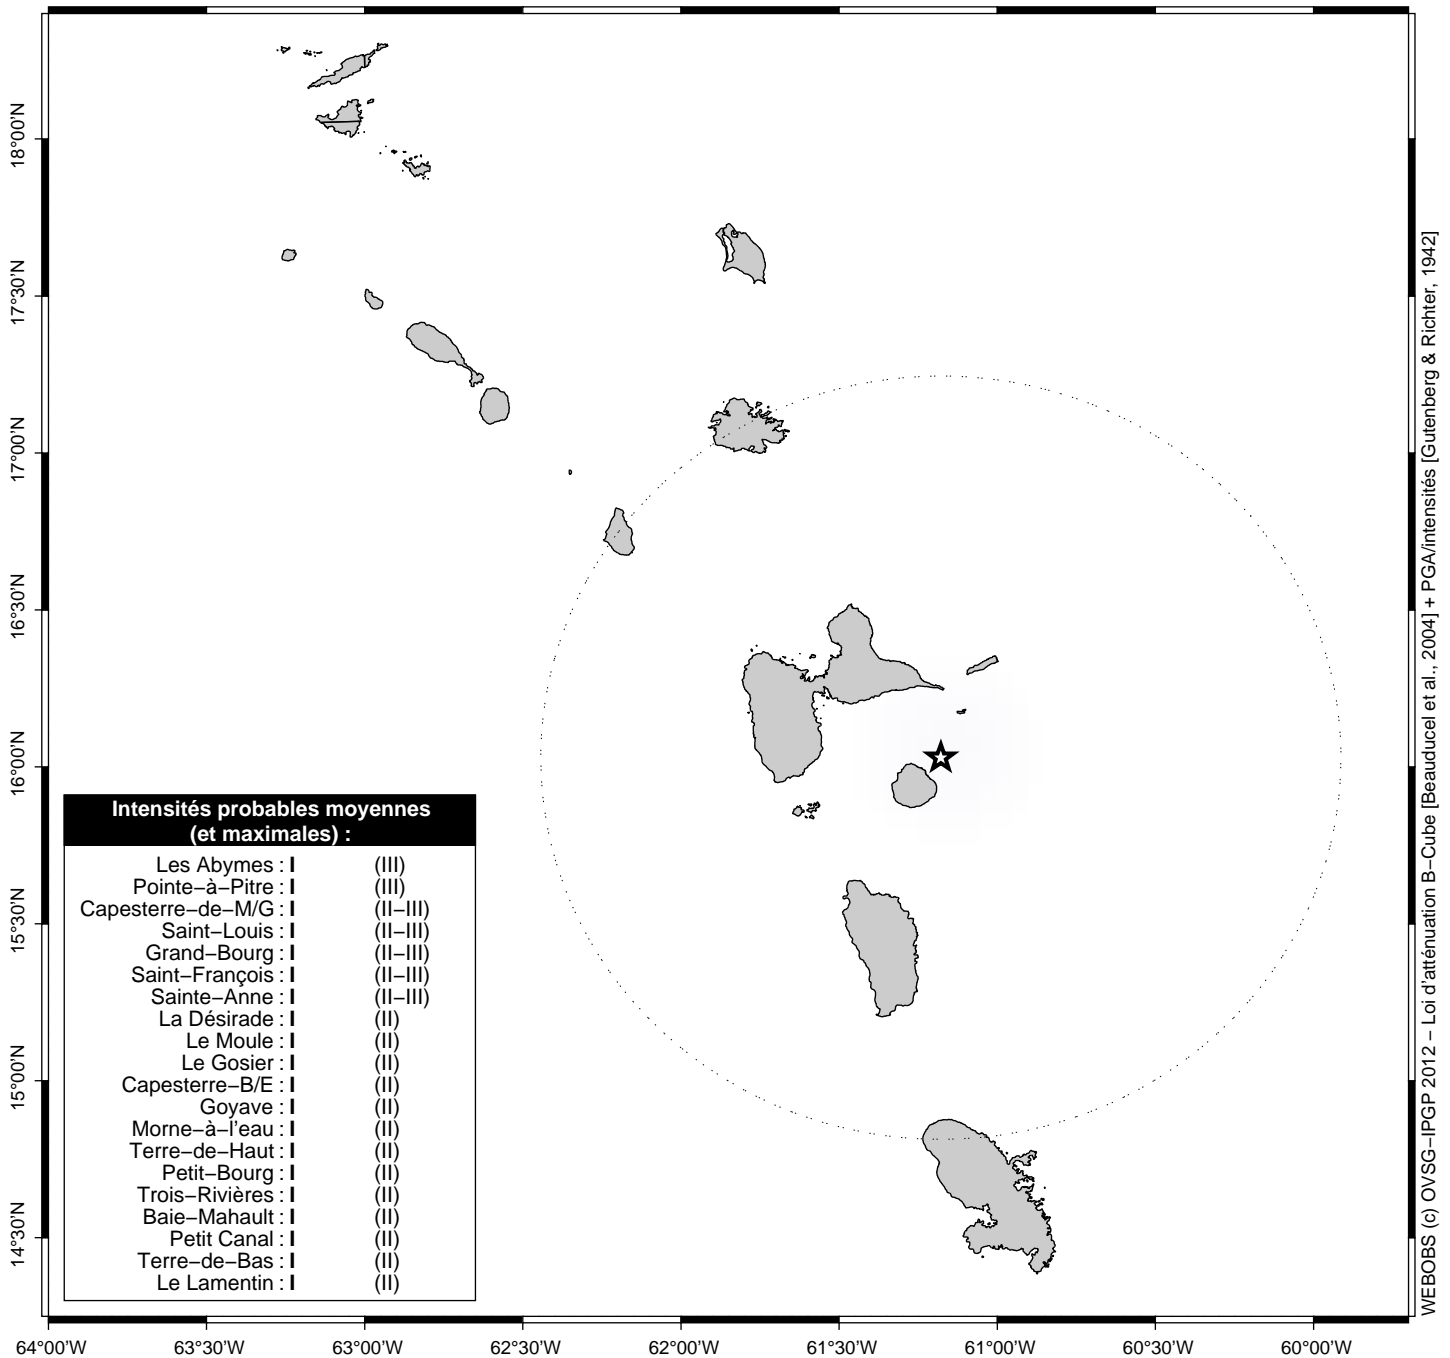 18°00'N
17°30'N
17°00'N
16°30'N
16°00'N
15°30'N
15°00'N
14°30'N
Intensités probables moyennes
(et maximales) :
Les Abymes : I (III)
Pointe−à−Pitre : I (III)
Capesterre−de−M/G : I (II−III)
Saint−Louis : I (II−III)
Grand−Bourg : I (II−III)
Saint−François : I (II−III)
Sainte−Anne : I (II−III)
La Désirade : I (II)
Le Moule : I (II)
Le Gosier : I (II)
Capesterre−B/E : I (II)
Goyave : I (II)
Morne−à−l'eau : I (II)
Terre−de−Haut : I (II)
Petit−Bourg : I (II)
Trois−Rivières : I (II)
Baie−Mahault : I (II)
Petit Canal : I (II)
Terre−de−Bas : I (II)
Le Lamentin : I (II)
64°00'W 63°30'W 63°00'W 62°30'W 62°00'W 61°30'W 61°00'W 60°30'W 60°00'W
WEBOBS (c) OVSG−IPGP 2012 − Loi d'atténuation B−Cube [Beauducel et al., 2004] + PGA/intensités [Gutenberg & Richter, 1942]